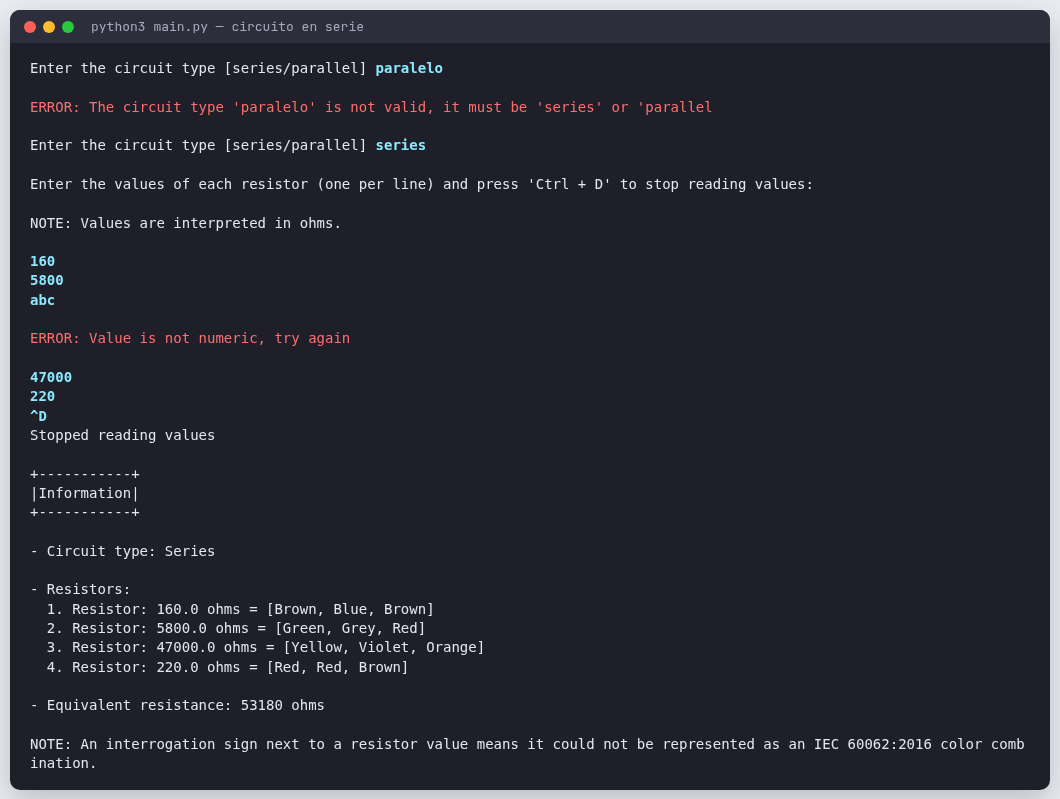 python3 main.py — circuito en serie
Enter the circuit type [series/parallel] paralelo
ERROR: The circuit type 'paralelo' is not valid, it must be 'series' or 'parallel
Enter the circuit type [series/parallel] series
Enter the values of each resistor (one per line) and press 'Ctrl + D' to stop reading values:
NOTE: Values are interpreted in ohms.
160
5800
abc
ERROR: Value is not numeric, try again
47000
220
^D
Stopped reading values
+-----------+
|Information|
+-----------+
- Circuit type: Series
- Resistors:
  1. Resistor: 160.0 ohms = [Brown, Blue, Brown]
  2. Resistor: 5800.0 ohms = [Green, Grey, Red]
  3. Resistor: 47000.0 ohms = [Yellow, Violet, Orange]
  4. Resistor: 220.0 ohms = [Red, Red, Brown]
- Equivalent resistance: 53180 ohms
NOTE: An interrogation sign next to a resistor value means it could not be represented as an IEC 60062:2016 color comb
ination.